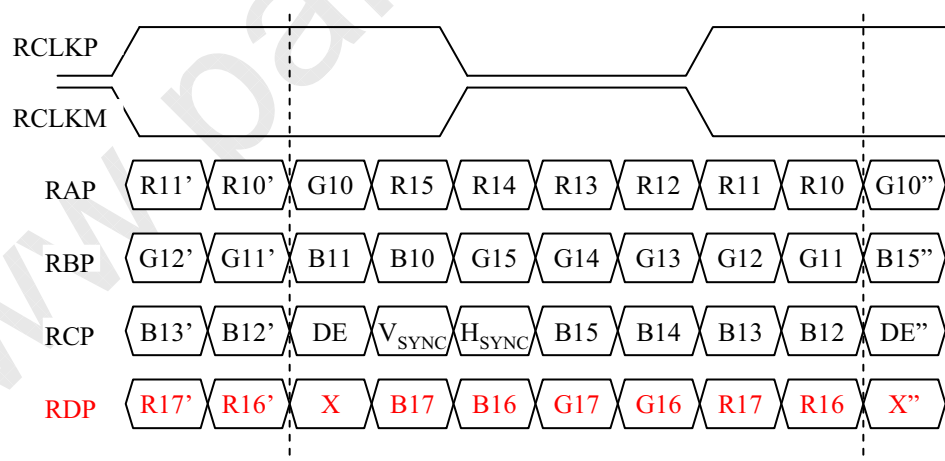 RCLKP
RCLKM
RAP R11’ R10’ G10 R15 R14 R13 R12 R11 R10 G10”
RBP G12’ G11’ B11 B10 G15 G14 G13 G12 G11 B15”
RCP B13’ B12’ DE VSYNC HSYNC B15 B14 B13 B12 DE”
RDP R17’ R16’ X B17 B16 G17 G16 R17 R16 X”